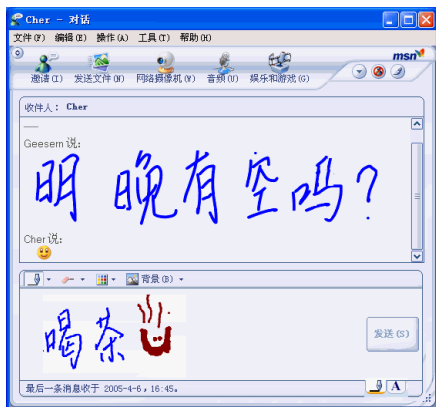 Cher - 对话
文件(F) 编辑(E) 操作(A) 工具(T) 帮助(H)
msn
邀请(I) 发送文件(N) 网络摄像机(W) 音频(U) 娱乐和游戏(G)
收件人: Cher
Geesem 说:
明晚有空吗?
Cher 说:
背景(B)
喝茶
发送(S)
最后一条消息收于 2005-4-6，16:45。
A